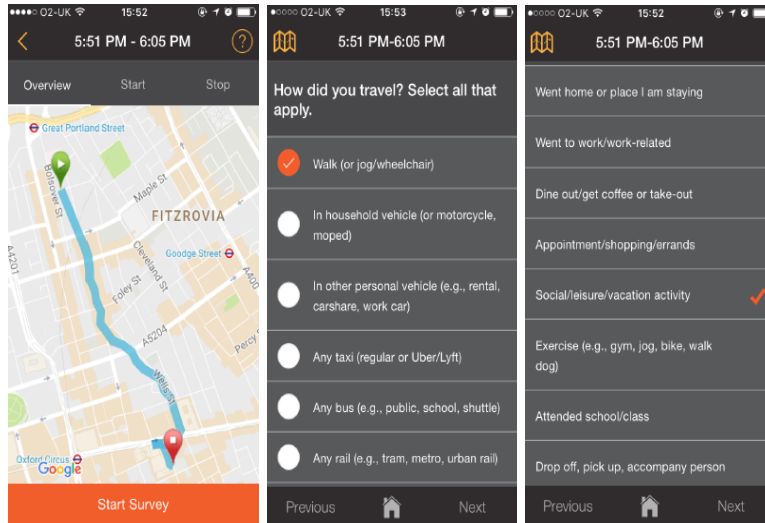 O2-UK 15:52
5:51 PM - 6:05 PM ?
Overview Start Stop
Great Portland Street
Bolsover St
Maple St
FITZROVIA
Cleveland St
Goodge Street
A4201
A400
Foley St
A5204
Percy
Wells St
Oxford Circus
Google
Start Survey
O2-UK 15:53
5:51 PM-6:05 PM
How did you travel? Select all that
apply.
Walk (or jog/wheelchair)
In household vehicle (or motorcycle,
moped)
In other personal vehicle (e.g., rental,
carshare, work car)
Any taxi (regular or Uber/Lyft)
Any bus (e.g., public, school, shuttle)
Any rail (e.g., tram, metro, urban rail)
Previous Next
O2-UK 15:52
5:51 PM-6:05 PM
Went home or place I am staying
Went to work/work-related
Dine out/get coffee or take-out
Appointment/shopping/errands
Social/leisure/vacation activity
Exercise (e.g., gym, jog, bike, walk
dog)
Attended school/class
Drop off, pick up, accompany person
Previous Next